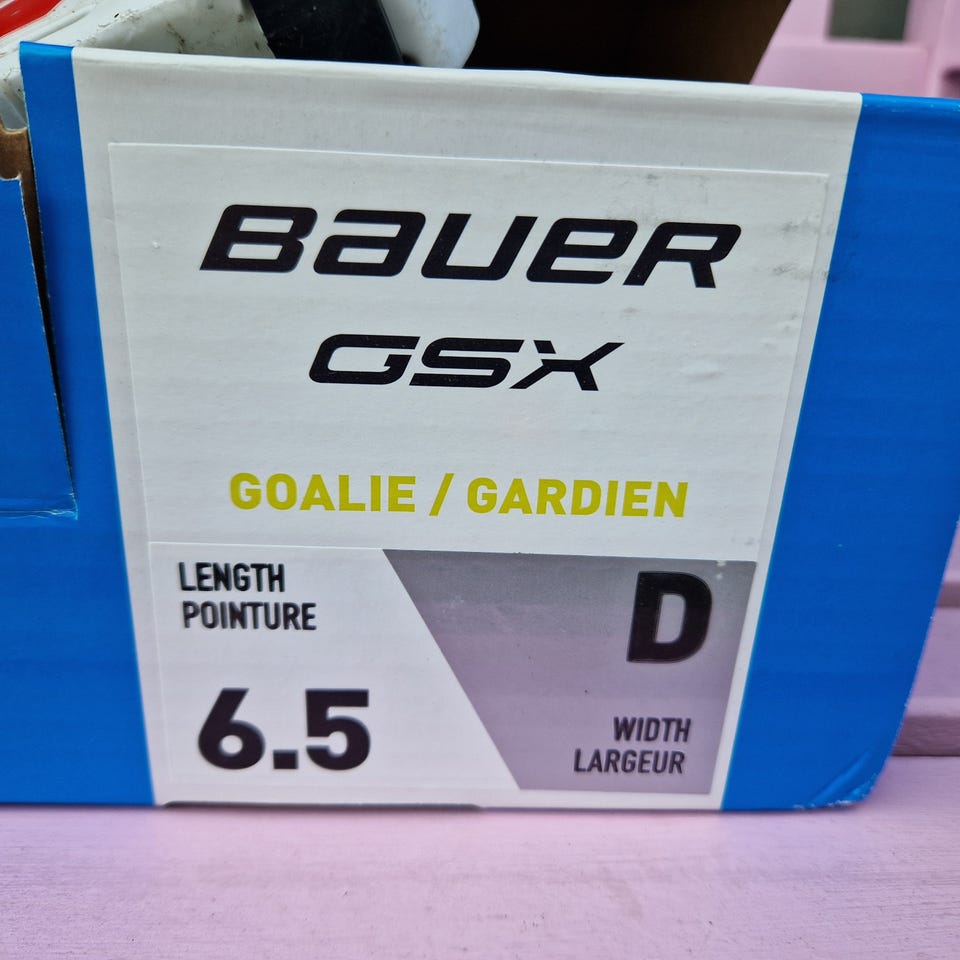 BAUER
GSX
GOALIE / GARDIEN
LENGTH
POINTURE
6.5
D
WIDTH
LARGEUR